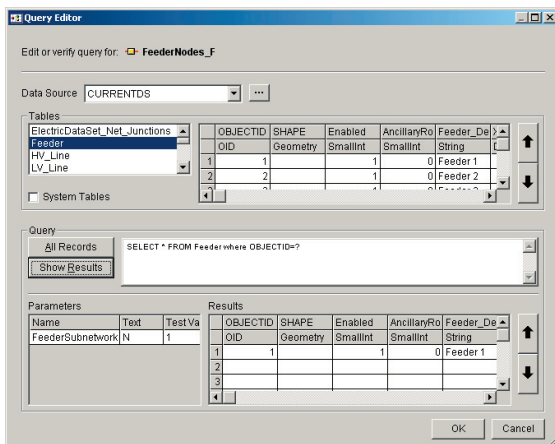 Query Editor
Edit or verify query for: FeederNodes_F
Data Source CURRENTDS ...
Tables
ElectricDataSet_Net_Junctions
Feeder
HV_Line
LV_Line
System Tables
OBJECTID SHAPE Enabled AncillaryRo Feeder_De
OID Geometry SmallInt SmallInt String
1 1 1 0 Feeder 1
2 2 1 0 Feeder 2
Query
All Records
Show Results
SELECT * FROM Feeder where OBJECTID=?
Parameters
Name Text Test Va
FeederSubnetwork N 1
Results
OBJECTID SHAPE Enabled AncillaryRo Feeder_De
OID Geometry SmallInt SmallInt String
1 1 1 0 Feeder 1
2
3
OK Cancel